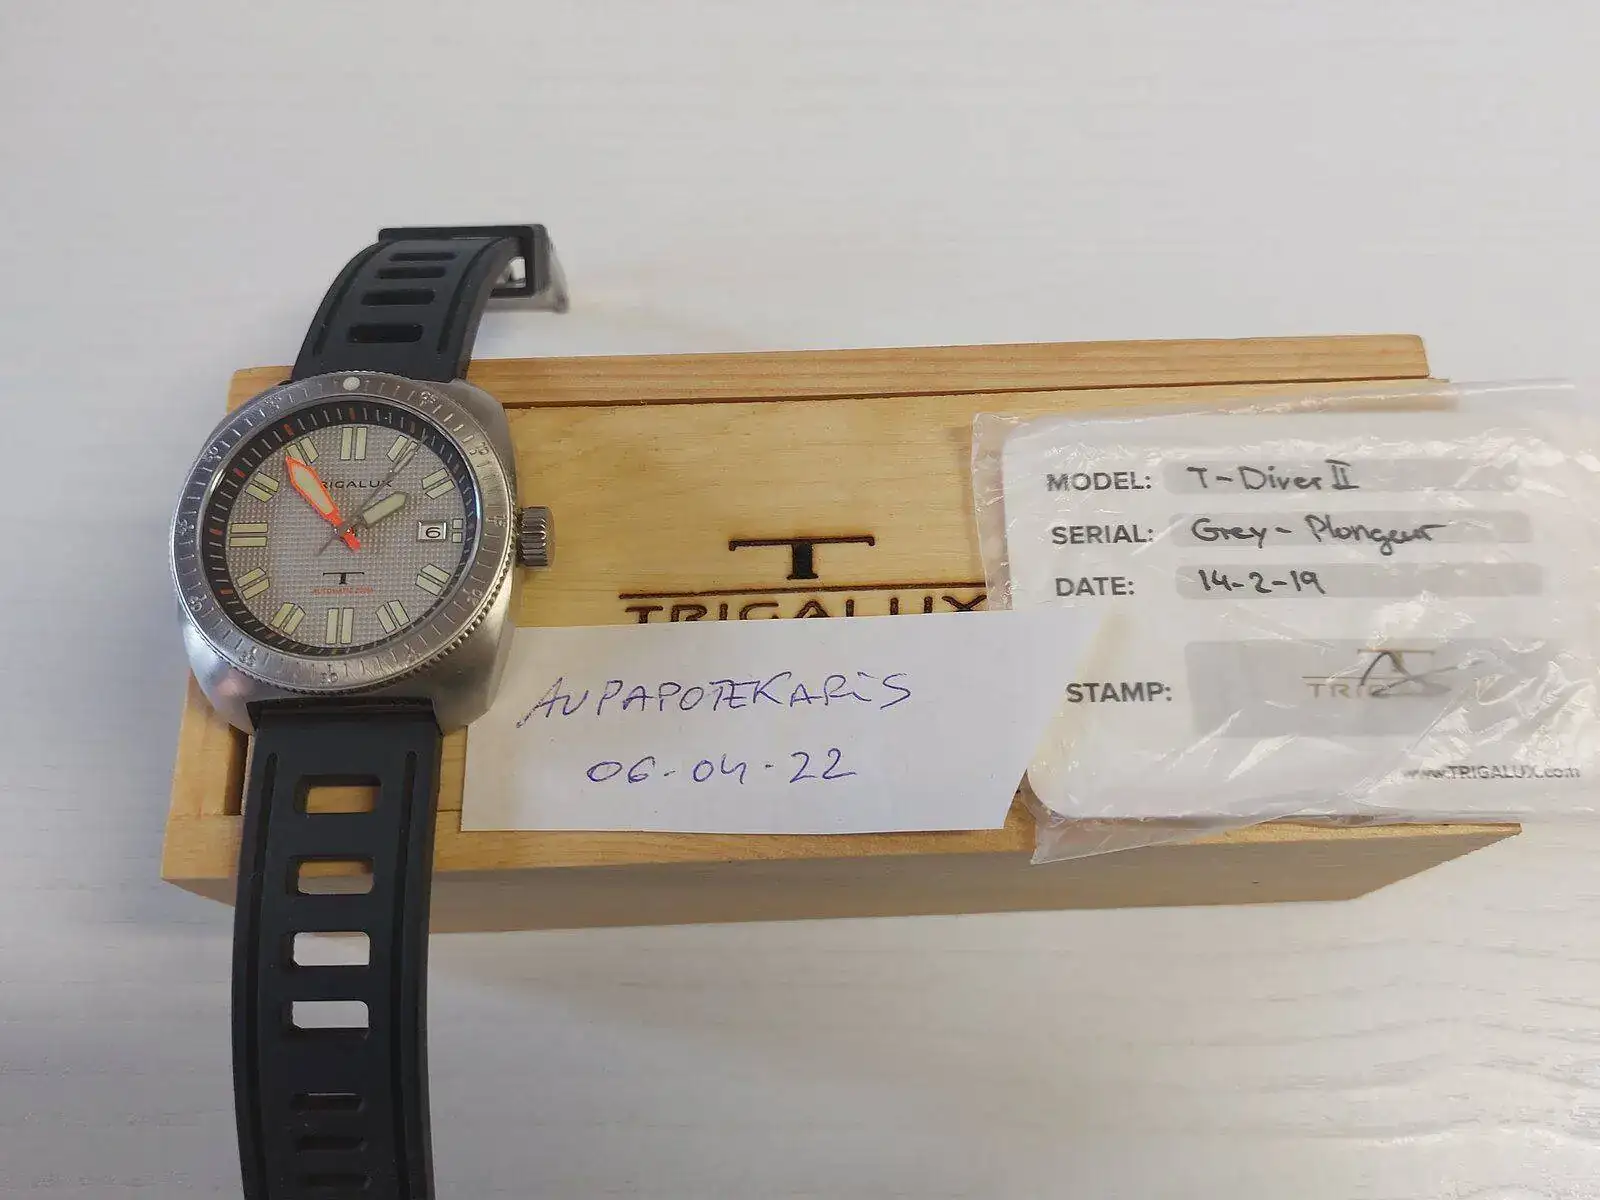 TRIGALUX
6
T
AUTOMATIC
T
TRIGALUX
AUPAPOTEKARIS
06-04-22
MODEL: T-Diver II
SERIAL: Grey-Plongeur
DATE: 14-2-19
STAMP:
www.TRIGALUX.com